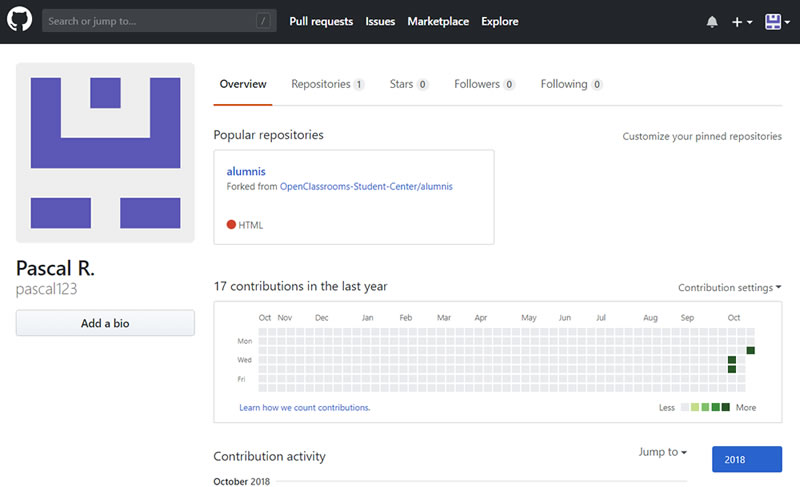 Search or jump to... /
Pull requests Issues Marketplace Explore
Overview Repositories 1 Stars 0 Followers 0 Following 0
Popular repositories
Customize your pinned repositories
alumnis
Forked from OpenClassrooms-Student-Center/alumnis
HTML
Pascal R.
pascal123
Add a bio
17 contributions in the last year
Contribution settings
Oct Nov Dec Jan Feb Mar Apr May Jun Jul Aug Sep Oct
Mon
Wed
Fri
Learn how we count contributions.
Less More
Contribution activity
Jump to
2018
October 2018